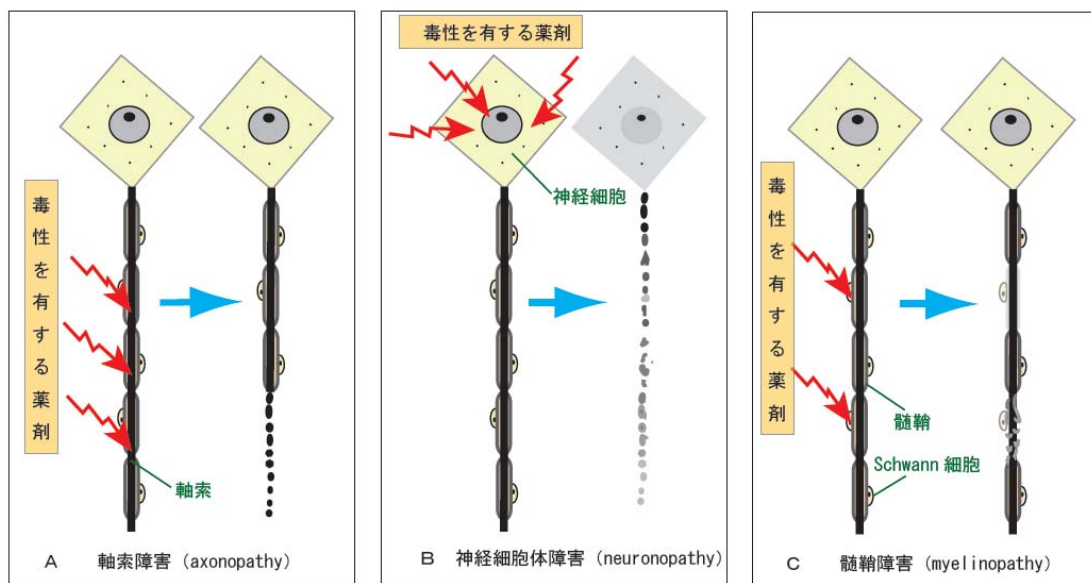 毒性を有する薬剤
軸索
A 軸索障害 (axonopathy)
毒性を有する薬剤
神経細胞
B 神経細胞体障害 (neuronopathy)
毒性を有する薬剤
髄鞘
Schwann 細胞
C 髄鞘障害 (myelinopathy)